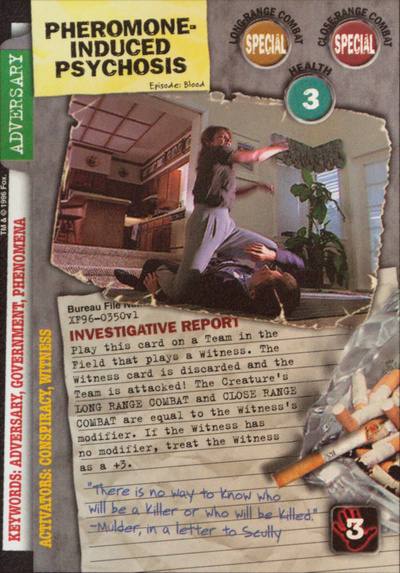 PHEROMONE-
INDUCED
PSYCHOSIS
Episode: Blood
LONG RANGE COMBAT
SPECIAL
CLOSE RANGE COMBAT
SPECIAL
HEALTH
3
ADVERSARY
TM & © 1996 Fox.
KEYWORDS: ADVERSARY, GOVERNMENT, PHENOMENA
ACTIVATORS: CONSPIRACY, WITNESS
Bureau File
XF96-0350v1
INVESTIGATIVE REPORT
Play this card on a Team in the
Field that plays a Witness. The
Witness card is discarded and the
Team is attacked! The Creature's
LONG RANGE COMBAT and CLOSE RANGE
COMBAT are equal to the Witness's
modifier. If the Witness has
no modifier, treat the Witness
as a +3.
"There is no way to know who
will be a killer or who will be killed."
-Mulder, in a letter to Scully
3